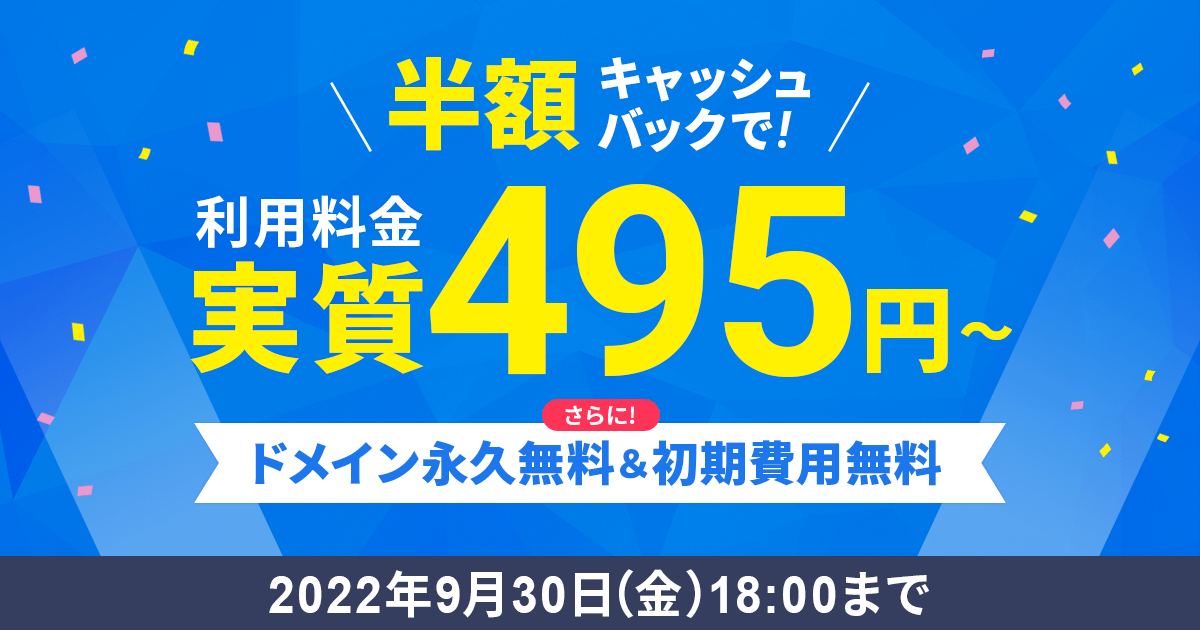 半額 キャッシュ
バックで!
利用料金
実質495円～
さらに!
ドメイン永久無料&初期費用無料
2022年9月30日(金)18:00まで